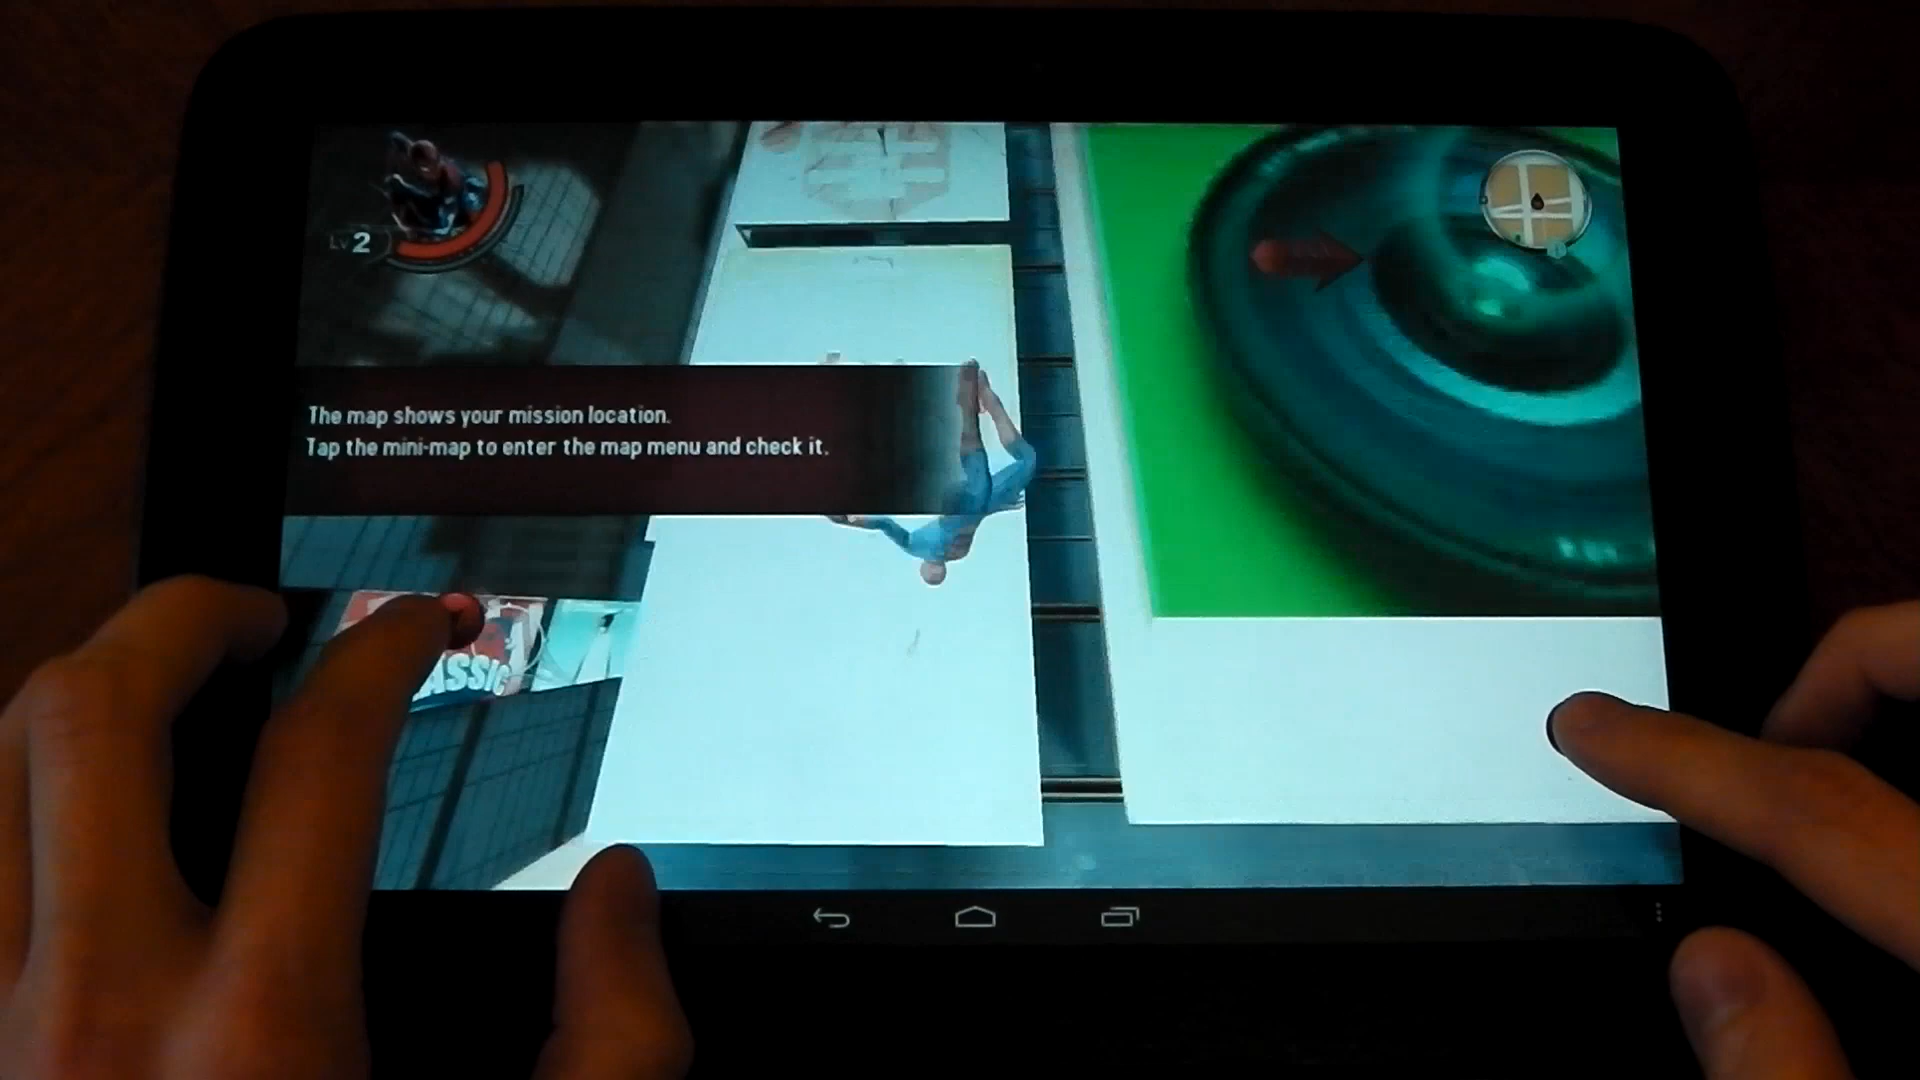 Lv 2
The map shows your mission location.
Tap the mini-map to enter the map menu and check it.
ASSIC